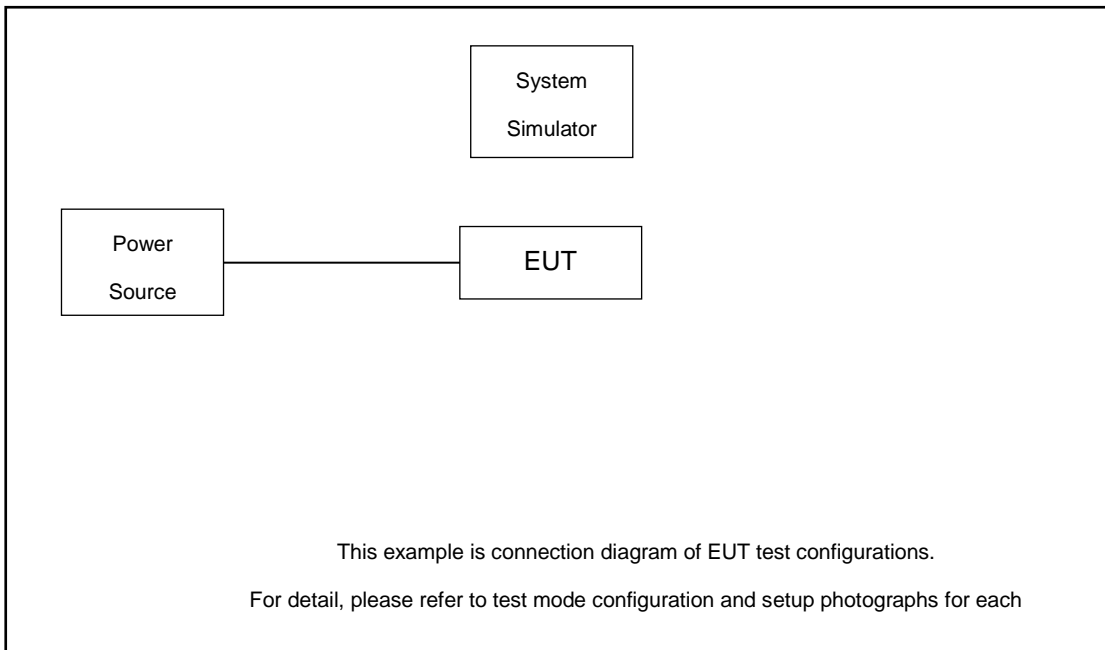 System
Simulator
Power
Source
EUT
This example is connection diagram of EUT test configurations.
For detail, please refer to test mode configuration and setup photographs for each